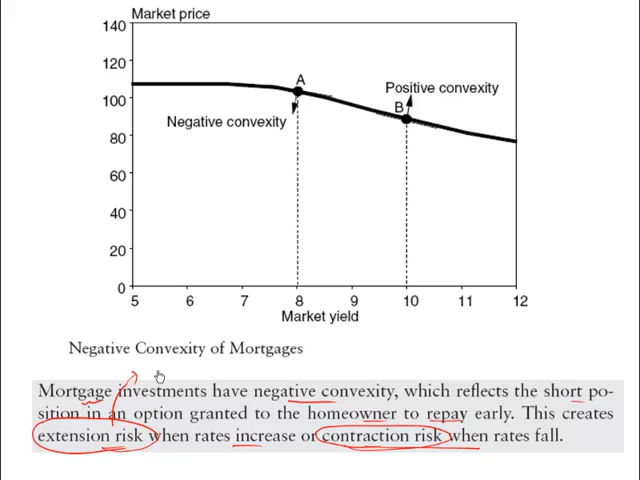 Market price
140
120
100
80
60
40
20
0
A
B
Positive convexity
Negative convexity
5 6 7 8 9 10 11 12
Market yield
Negative Convexity of Mortgages
Mortgage investments have negative convexity, which reflects the short po-
sition in an option granted to the homeowner to repay early. This creates
extension risk when rates increase or contraction risk when rates fall.